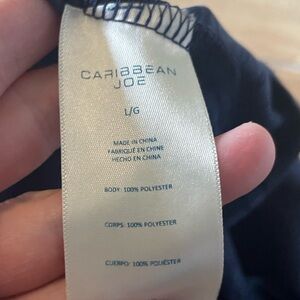 CARIBBEAN
JOE
L/G
MADE IN CHINA
FABRIQUÉ EN CHINE
HECHO EN CHINA
BODY: 100% POLYESTER
CORPS: 100% POLYESTER
CUERPO: 100% POLIÉSTER